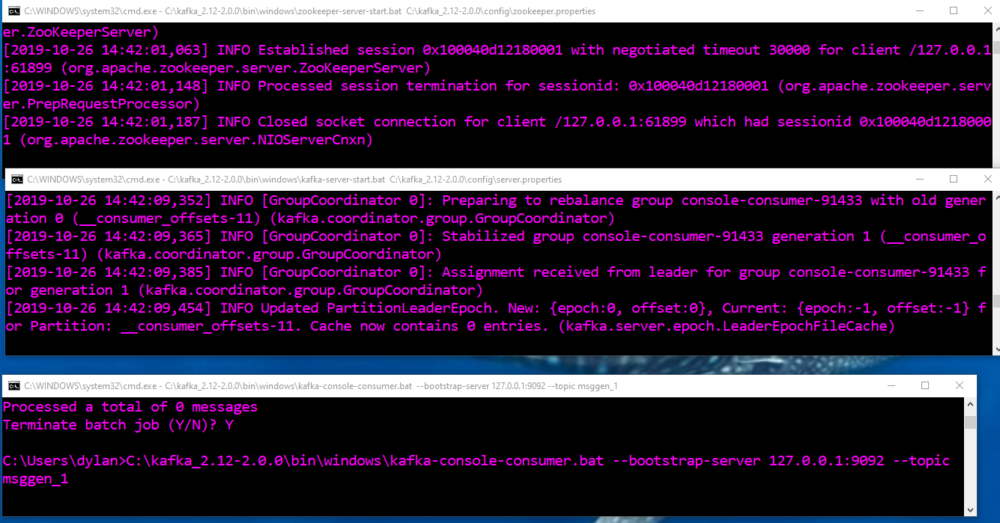 C:\WINDOWS\system32\cmd.exe - C:\kafka_2.12-2.0.0\bin\windows\zookeeper-server-start.bat C:\kafka_2.12-2.0.0\config\zookeeper.properties
er.ZooKeeperServer)
[2019-10-26 14:42:01,063] INFO Established session 0x100040d12180001 with negotiated timeout 30000 for client /127.0.0.1
:61899 (org.apache.zookeeper.server.ZooKeeperServer)
[2019-10-26 14:42:01,148] INFO Processed session termination for sessionid: 0x100040d12180001 (org.apache.zookeeper.serv
er.PrepRequestProcessor)
[2019-10-26 14:42:01,187] INFO Closed socket connection for client /127.0.0.1:61899 which had sessionid 0x100040d1218000
1 (org.apache.zookeeper.server.NIOServerCnxn)
C:\WINDOWS\system32\cmd.exe - C:\kafka_2.12-2.0.0\bin\windows\kafka-server-start.bat C:\kafka_2.12-2.0.0\config\server.properties
[2019-10-26 14:42:09,352] INFO [GroupCoordinator 0]: Preparing to rebalance group console-consumer-91433 with old gener
ation 0 (__consumer_offsets-11) (kafka.coordinator.group.GroupCoordinator)
[2019-10-26 14:42:09,365] INFO [GroupCoordinator 0]: Stabilized group console-consumer-91433 generation 1 (__consumer_o
ffsets-11) (kafka.coordinator.group.GroupCoordinator)
[2019-10-26 14:42:09,385] INFO [GroupCoordinator 0]: Assignment received from leader for group console-consumer-91433 f
or generation 1 (kafka.coordinator.group.GroupCoordinator)
[2019-10-26 14:42:09,454] INFO Updated PartitionLeaderEpoch. New: {epoch:0, offset:0}, Current: {epoch:-1, offset:-1} f
or Partition: __consumer_offsets-11. Cache now contains 0 entries. (kafka.server.epoch.LeaderEpochFileCache)
C:\WINDOWS\system32\cmd.exe - C:\kafka_2.12-2.0.0\bin\windows\kafka-console-consumer.bat --bootstrap-server 127.0.0.1:9092 --topic msggen_1
Processed a total of 0 messages
Terminate batch job (Y/N)? Y
C:\Users\dylan>C:\kafka_2.12-2.0.0\bin\windows\kafka-console-consumer.bat --bootstrap-server 127.0.0.1:9092 --topic
msggen_1